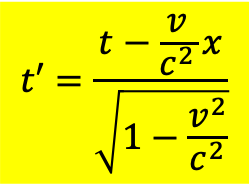 t′ = (t − (v/c²)x) / √(1 − v²/c²)